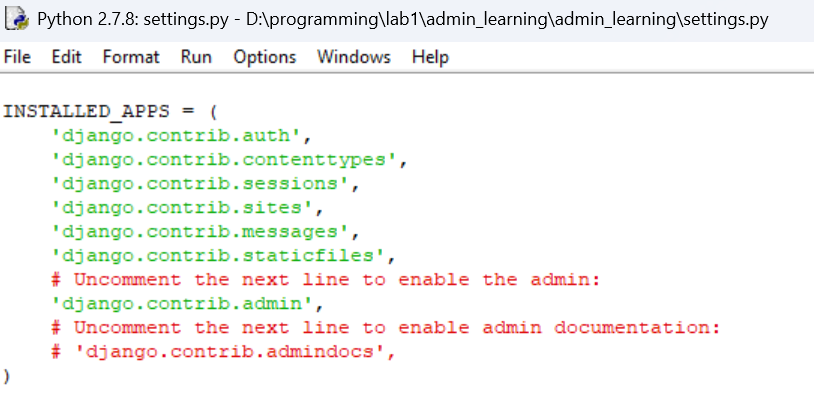 Python 2.7.8: settings.py - D:\programming\lab1\admin_learning\admin_learning\settings.py
File Edit Format Run Options Windows Help
INSTALLED_APPS = (
    'django.contrib.auth',
    'django.contrib.contenttypes',
    'django.contrib.sessions',
    'django.contrib.sites',
    'django.contrib.messages',
    'django.contrib.staticfiles',
    # Uncomment the next line to enable the admin:
    'django.contrib.admin',
    # Uncomment the next line to enable admin documentation:
    # 'django.contrib.admindocs',
)